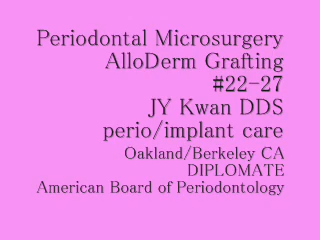 Periodontal Microsurgery
AlloDerm Grafting
#22-27
JY Kwan DDS
perio/implant care
Oakland/Berkeley CA
DIPLOMATE
American Board of Periodontology